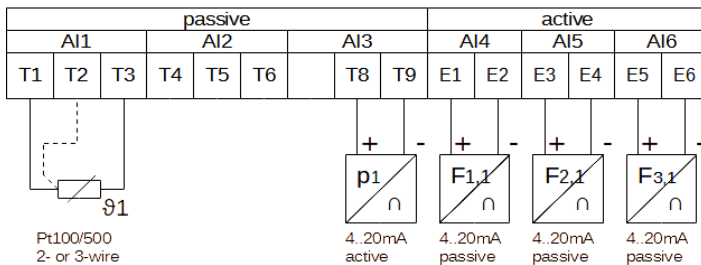 passive active
AI1 AI2 AI3 AI4 AI5 AI6
T1 T2 T3 T4 T5 T6 T8 T9 E1 E2 E3 E4 E5 E6
+ - + - + - + -
p1 F1,1 F2,1 F3,1
∩ ∩ ∩ ∩
ϑ1
Pt100/500 4..20mA 4..20mA 4..20mA 4..20mA
2- or 3-wire active passive passive passive